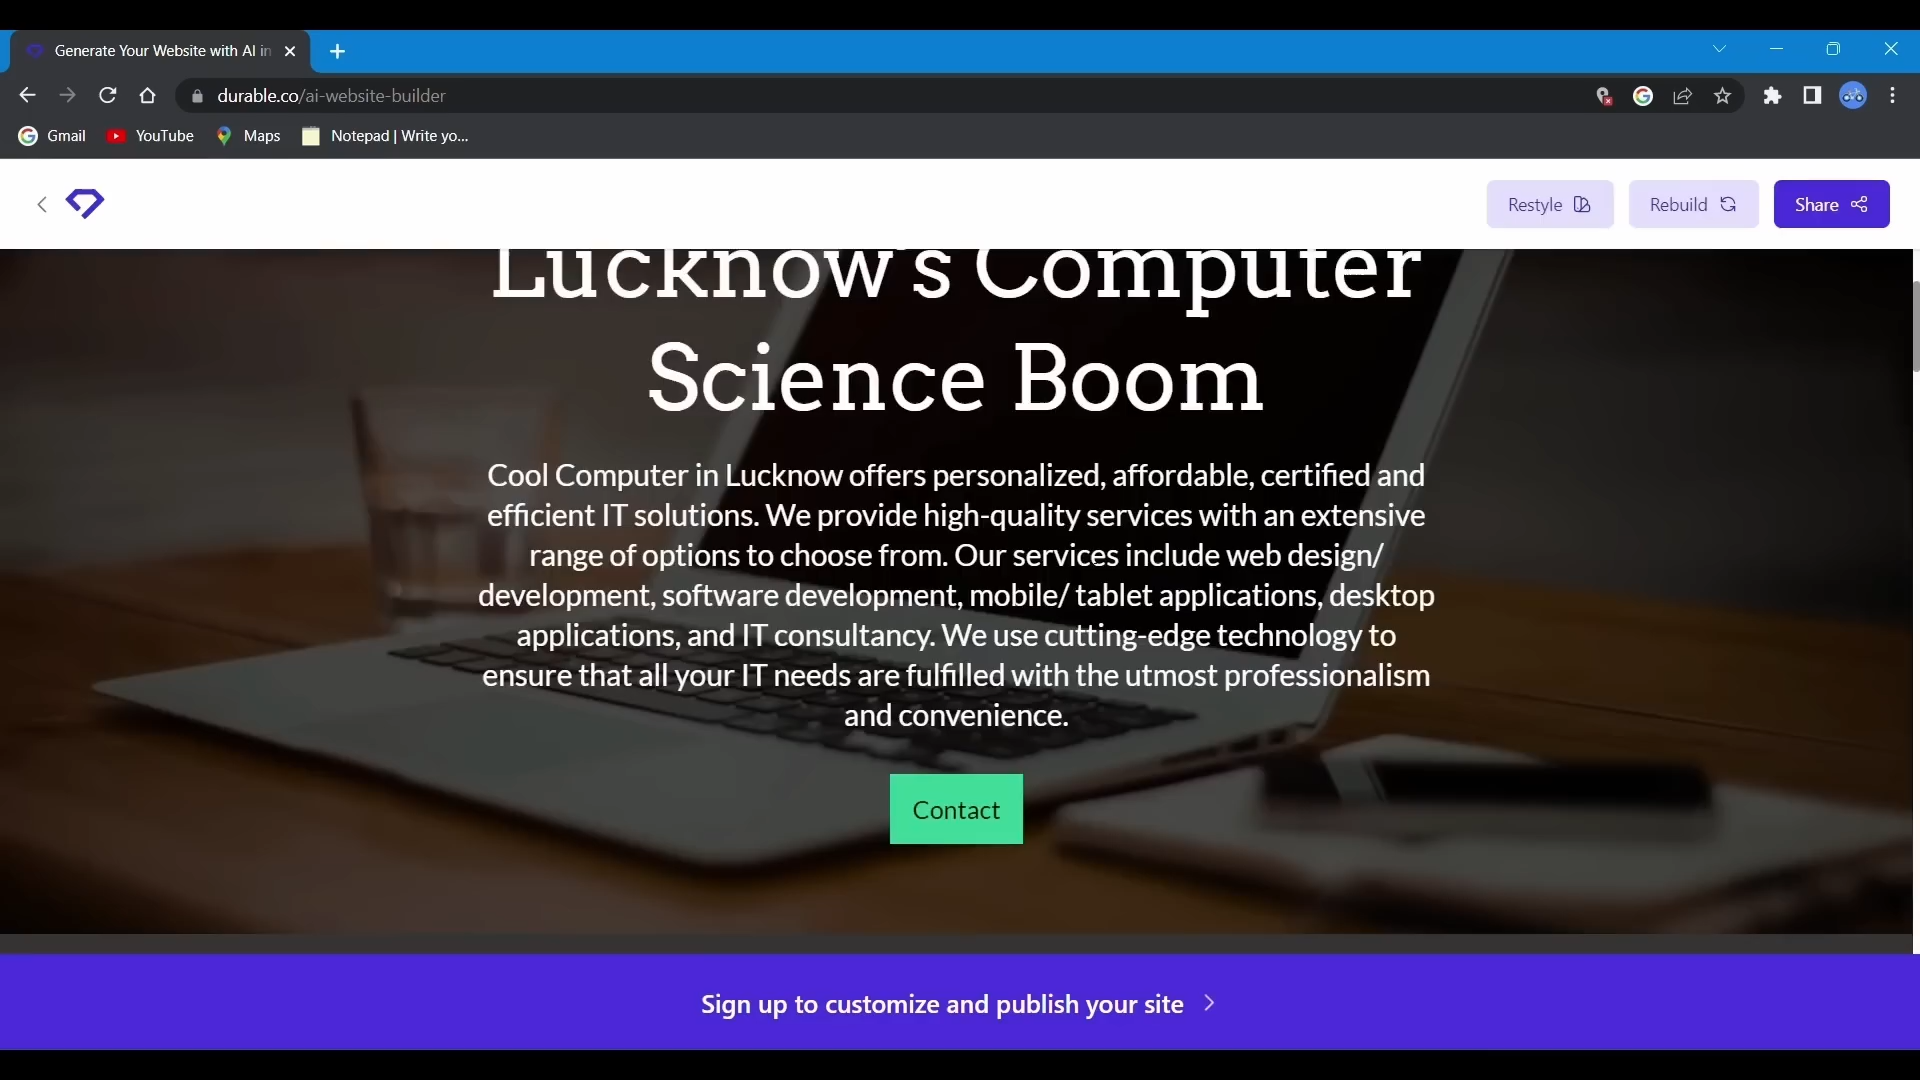 Generate Your Website with AI in
durable.co/ai-website-builder
Gmail YouTube Maps Notepad | Write yo...
Restyle Rebuild Share
Lucknow's Computer
Science Boom
Cool Computer in Lucknow offers personalized, affordable, certified and
efficient IT solutions. We provide high-quality services with an extensive
range of options to choose from. Our services include web design/
development, software development, mobile/ tablet applications, desktop
applications, and IT consultancy. We use cutting-edge technology to
ensure that all your IT needs are fulfilled with the utmost professionalism
and convenience.
Contact
Sign up to customize and publish your site